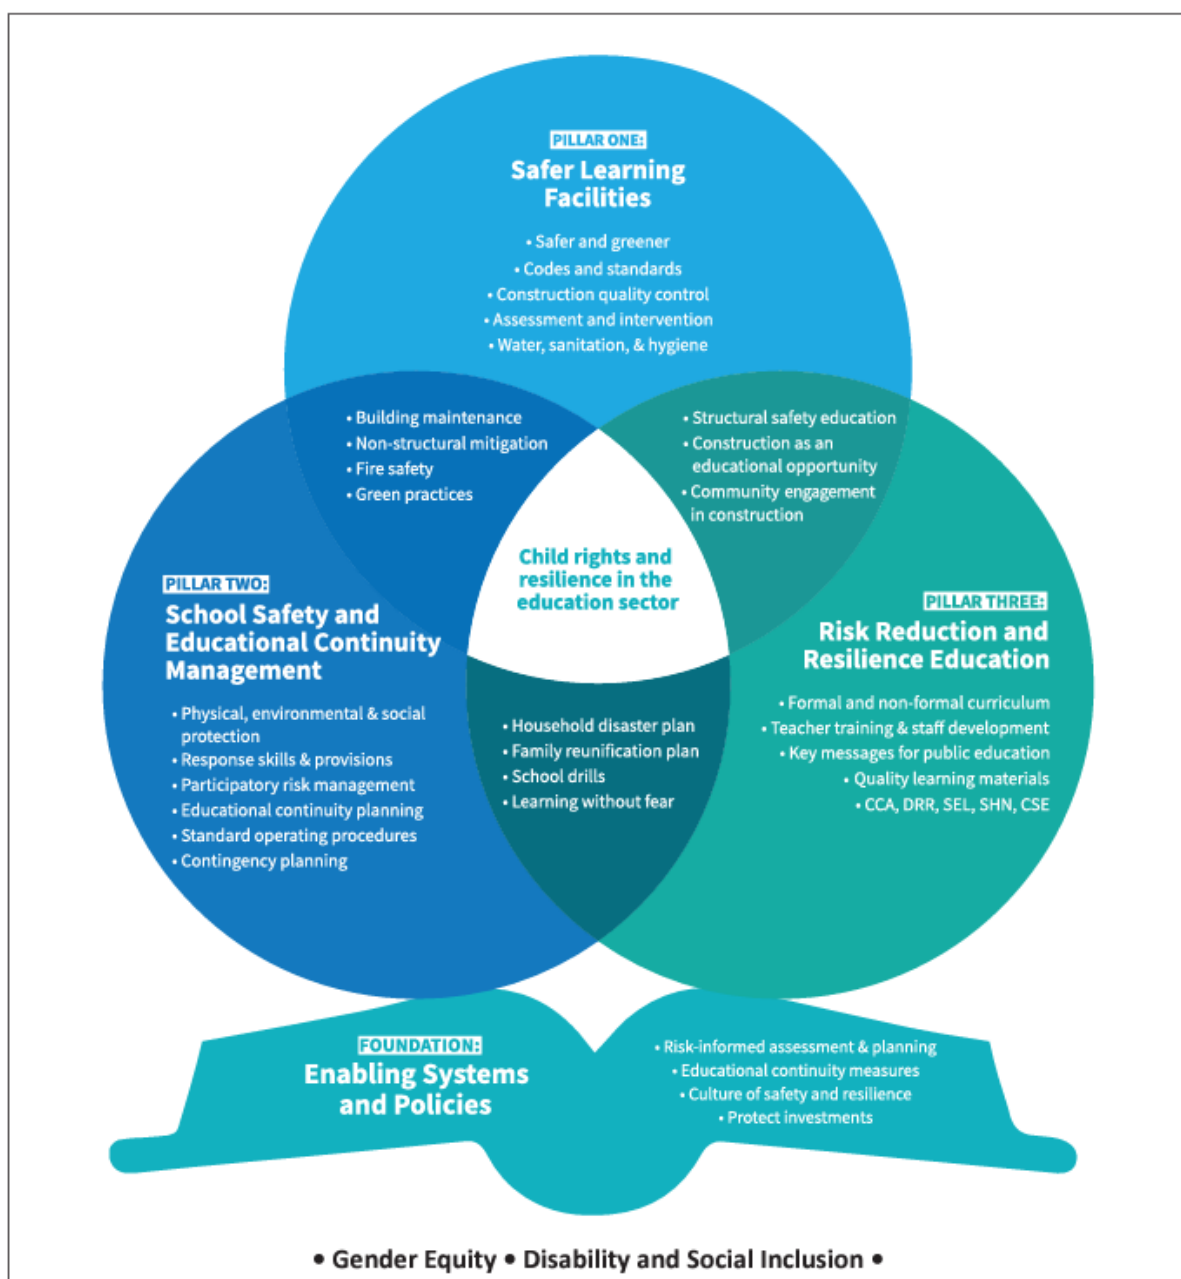 PILLAR ONE:
Safer Learning
Facilities
• Safer and greener
• Codes and standards
• Construction quality control
• Assessment and intervention
• Water, sanitation, & hygiene
• Building maintenance
• Non-structural mitigation
• Fire safety
• Green practices
• Structural safety education
• Construction as an
educational opportunity
• Community engagement
in construction
Child rights and
resilience in the
education sector
PILLAR TWO:
School Safety and
Educational Continuity
Management
• Physical, environmental & social
protection
• Response skills & provisions
• Participatory risk management
• Educational continuity planning
• Standard operating procedures
• Contingency planning
PILLAR THREE:
Risk Reduction and
Resilience Education
• Formal and non-formal curriculum
• Teacher training & staff development
• Key messages for public education
• Quality learning materials
• CCA, DRR, SEL, SHN, CSE
• Household disaster plan
• Family reunification plan
• School drills
• Learning without fear
FOUNDATION:
Enabling Systems
and Policies
• Risk-informed assessment & planning
• Educational continuity measures
• Culture of safety and resilience
• Protect investments
• Gender Equity • Disability and Social Inclusion •